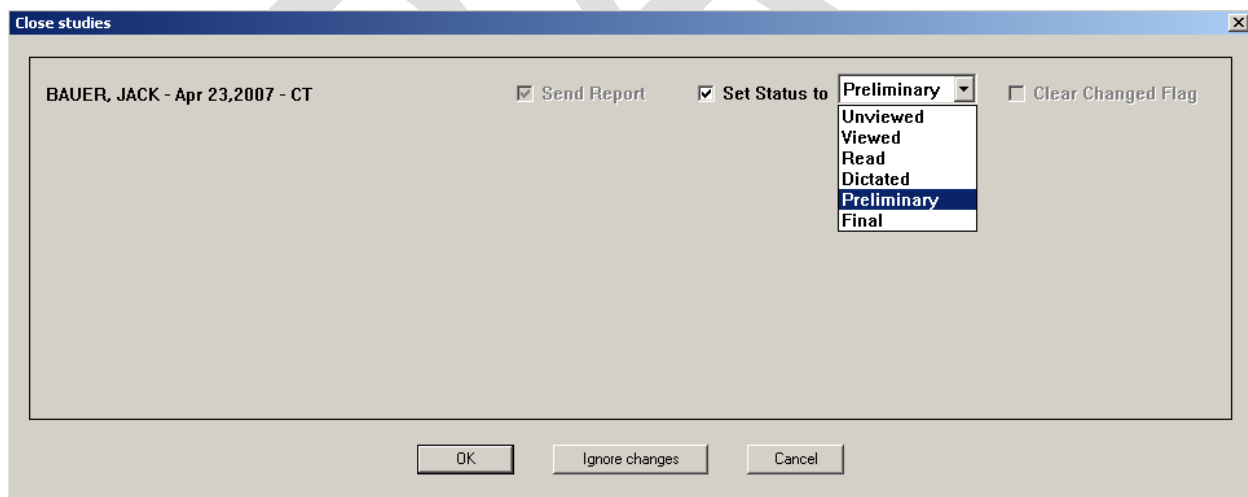 Close studies
BAUER, JACK - Apr 23,2007 - CT Send Report Set Status to Preliminary Clear Changed Flag
Unviewed
Viewed
Read
Dictated
Preliminary
Final
OK Ignore changes Cancel